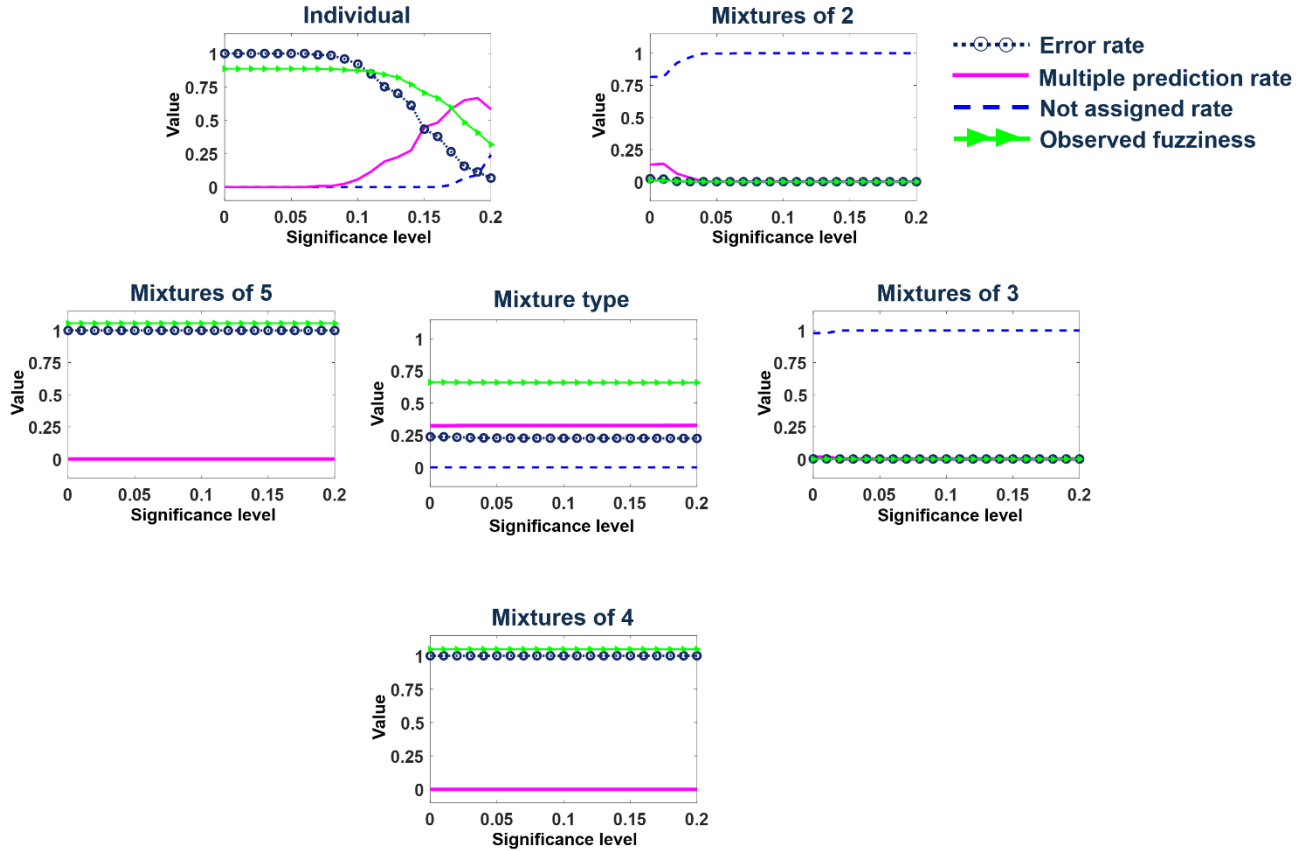 Individual
1
0.75
0.5
0.25
0
Value
0 0.05 0.1 0.15 0.2
Significance level
Mixtures of 2
1
0.75
0.5
0.25
0
Value
0 0.05 0.1 0.15 0.2
Significance level
Error rate
Multiple prediction rate
Not assigned rate
Observed fuzziness
Mixtures of 5
1
0.75
0.5
0.25
0
Value
0 0.05 0.1 0.15 0.2
Significance level
Mixture type
1
0.75
0.5
0.25
0
Value
0 0.05 0.1 0.15 0.2
Significance level
Mixtures of 3
1
0.75
0.5
0.25
0
Value
0 0.05 0.1 0.15 0.2
Significance level
Mixtures of 4
1
0.75
0.5
0.25
0
Value
0 0.05 0.1 0.15 0.2
Significance level